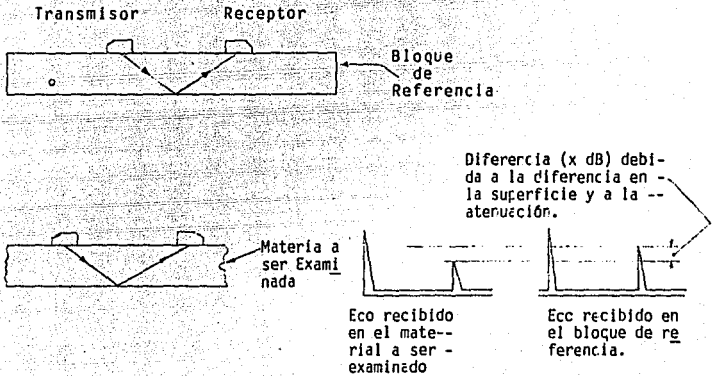 Transmisor Receptor
Bloque
de
Referencia
Diferercia (x dB) debi-
da a la diferencia en -
la superficie y a la --
atenuación.
Materia a
ser Exami
nada
Eco recibido
en el mate--
rial a ser -
examinado
Eco recibido en
el bloque de re
ferencia.